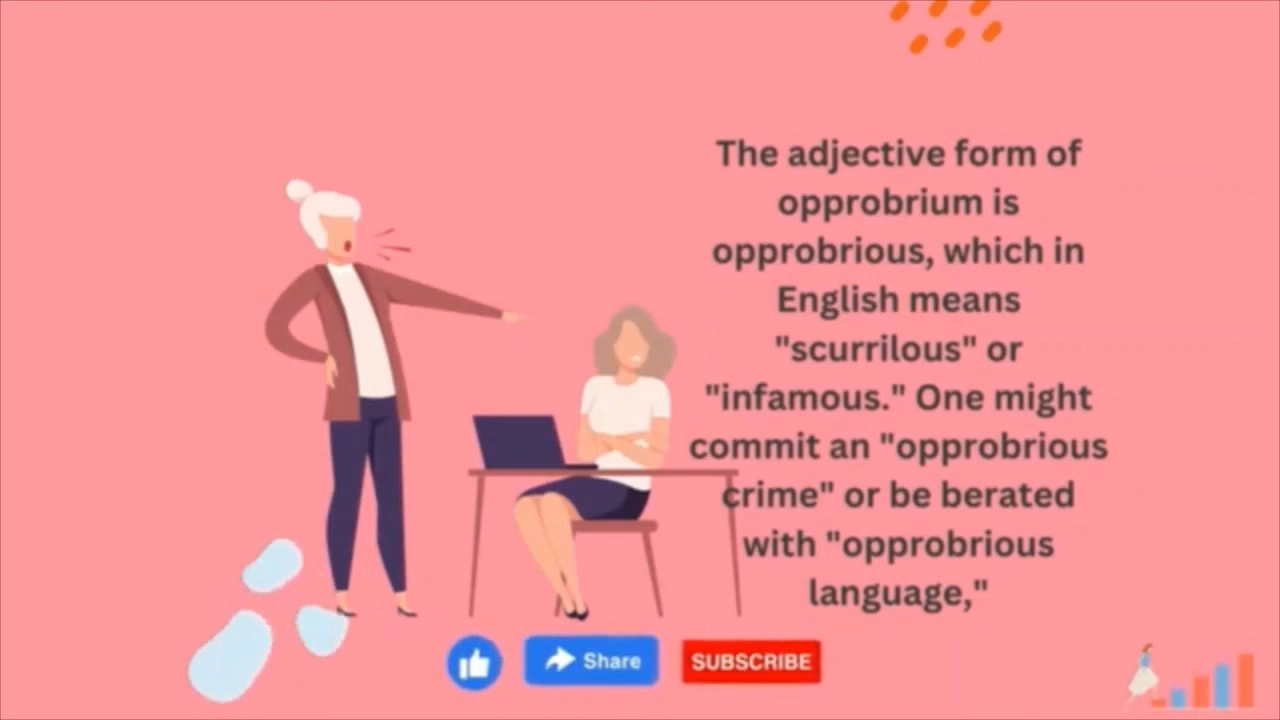 The adjective form of
opprobrium is
opprobrious, which in
English means
"scurrilous" or
"infamous." One might
commit an "opprobrious
crime" or be berated
with "opprobrious
language,"
Share
SUBSCRIBE